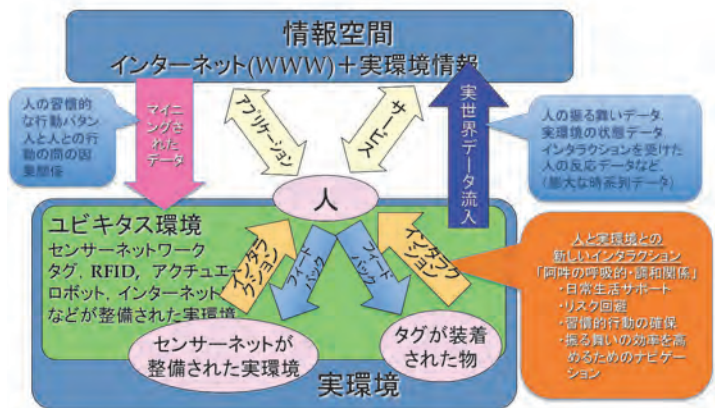 情報空間
インターネット(WWW)＋実環境情報
人の習慣的
な行動パタン
人と人との行
動の間の因
果関係
マイニ
ングされ
たデータ
アプリケーション
サービス
実世界データ流入
人の振る舞いデータ,
実環境の状態データ
インタラクションを受けた
人の反応データなど,
(膨大な時系列データ)
人
ユビキタス環境
センサーネットワーク
タグ, RFID, アクチュエー
ロボット, インターネット
などが整備された実環境
インタラ
クション
フィード
バック
フィード
バック
インタラク
ション
センサーネットが
整備された実環境
タグが装着
された物
実環境
人と実環境との
新しいインタラクション
「阿吽の呼吸的・調和関係」
・日常生活サポート
・リスク回避
・習慣的行動の確保
・振る舞いの効率を高
めるためのナビゲー
ション